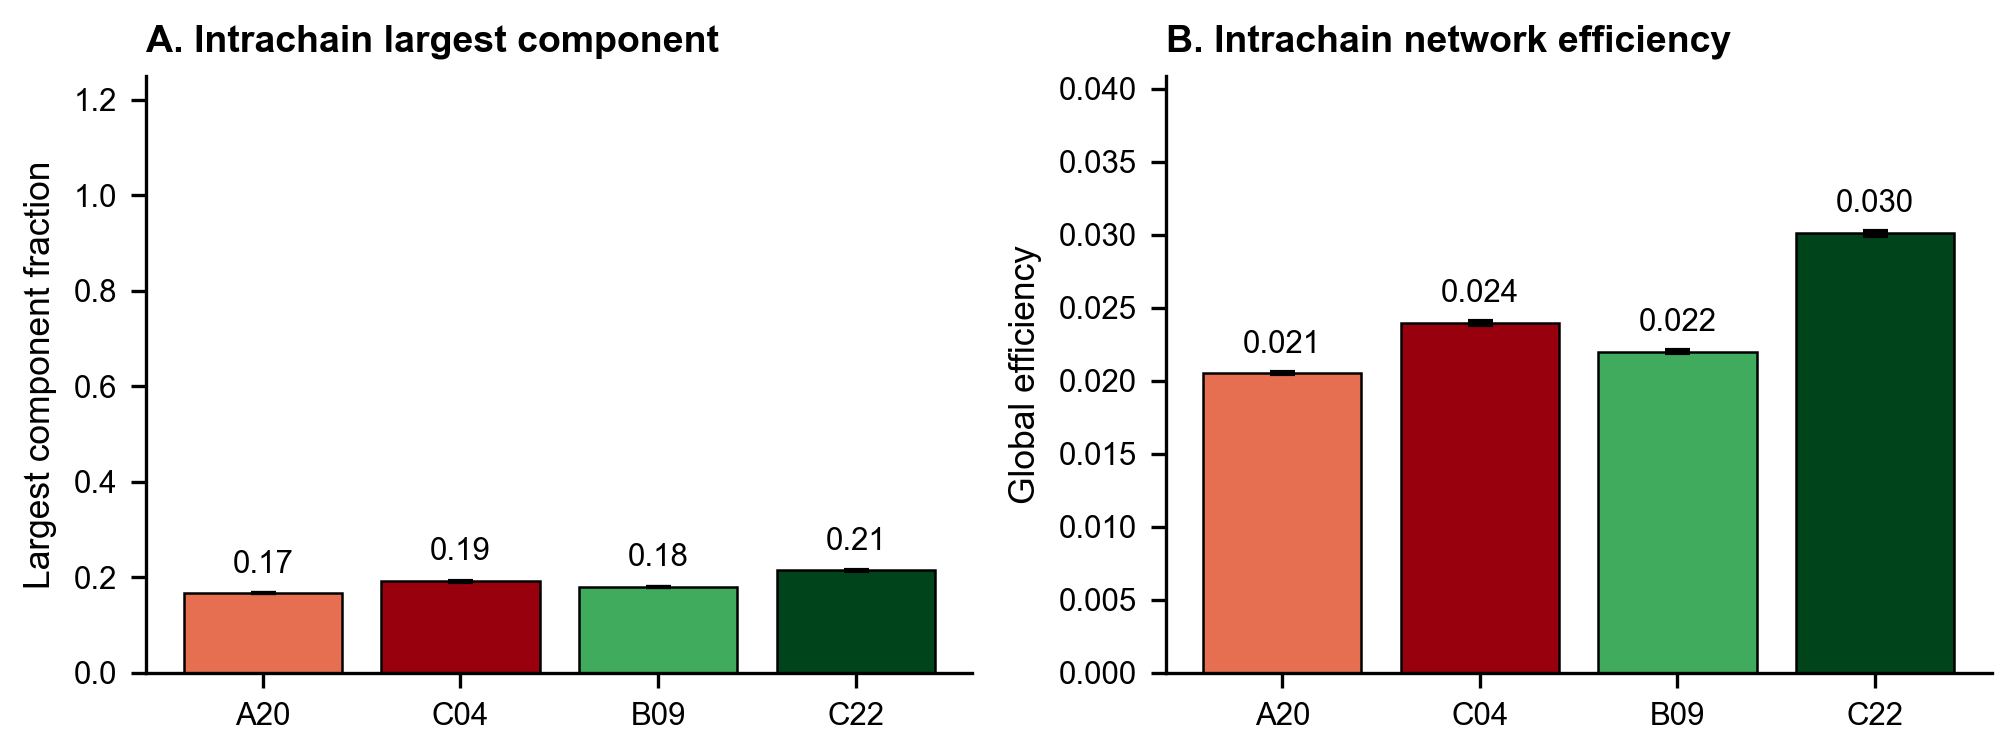 A. Intrachain largest component
Largest component fraction
1.2
1.0
0.8
0.6
0.4
0.2
0.0
0.17
0.19
0.18
0.21
A20
C04
B09
C22
B. Intrachain network efficiency
Global efficiency
0.040
0.035
0.030
0.025
0.020
0.015
0.010
0.005
0.000
0.021
0.024
0.022
0.030
A20
C04
B09
C22